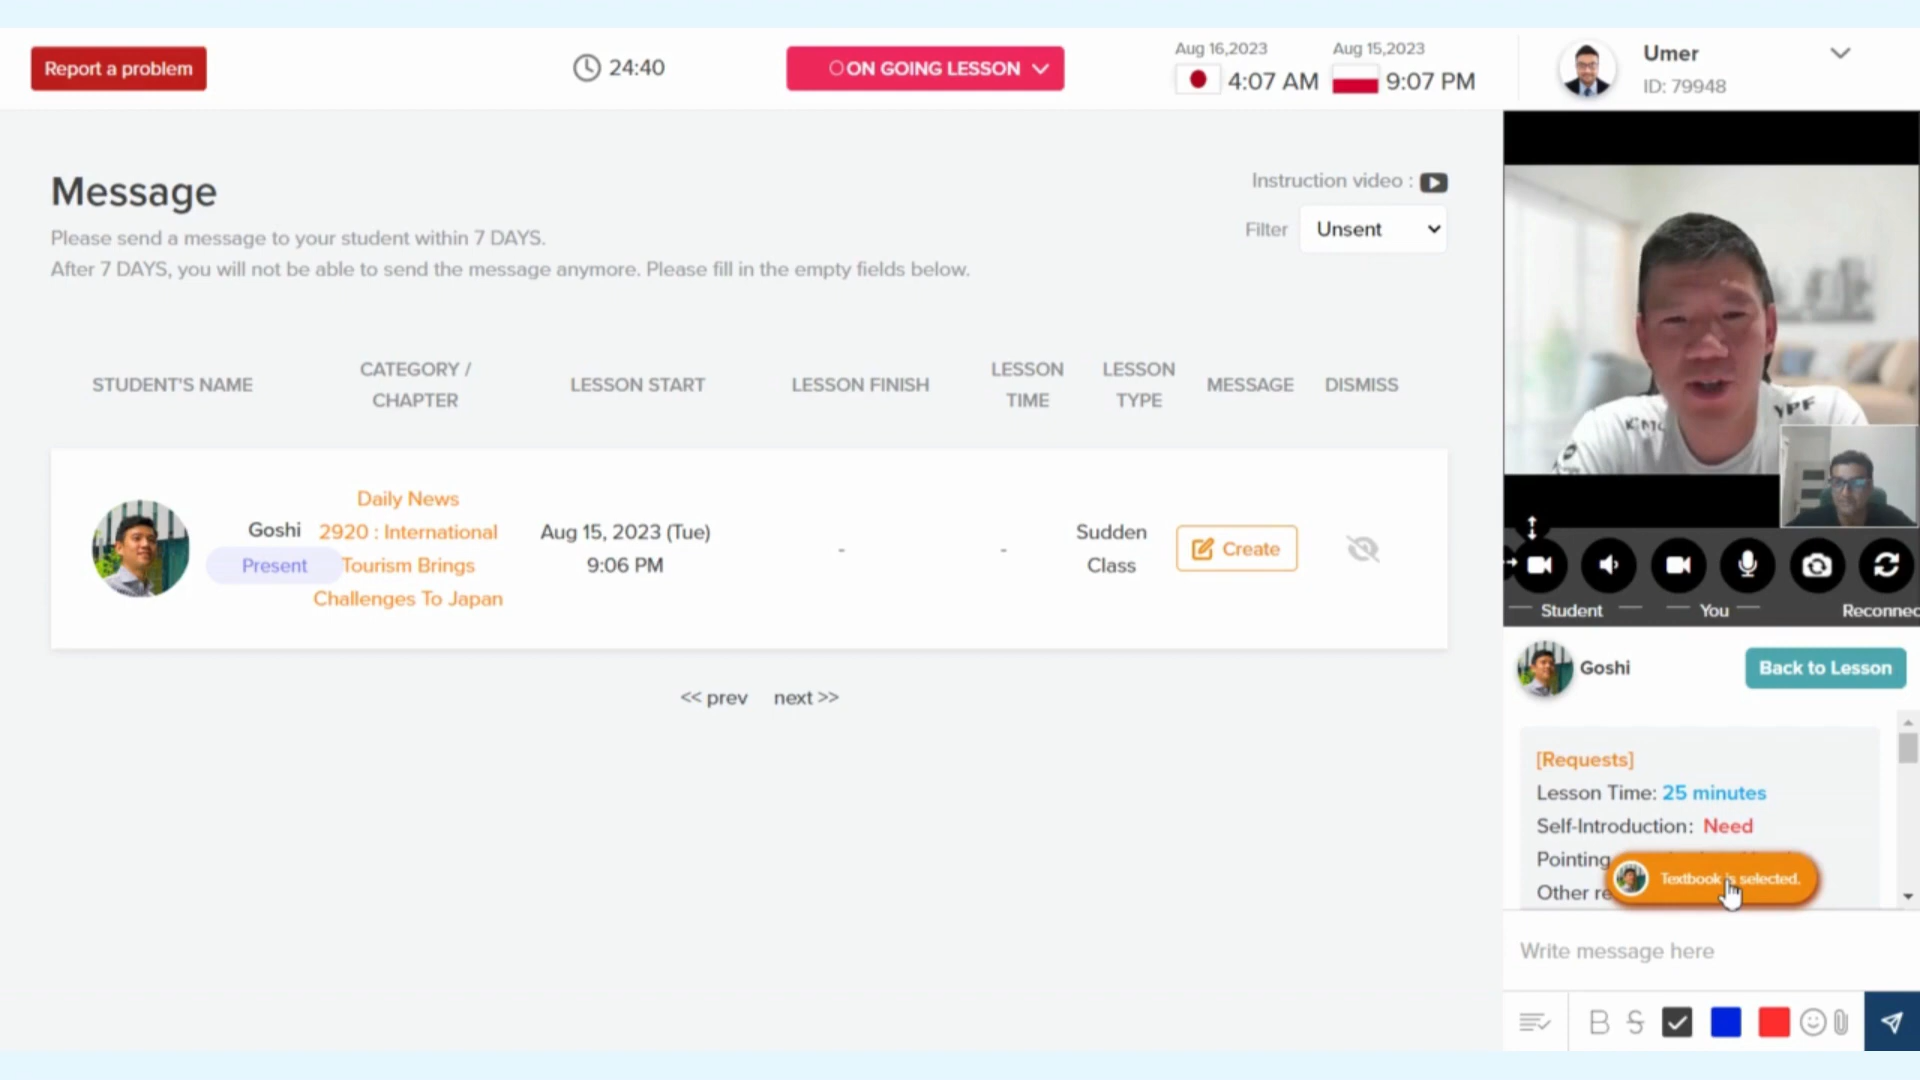 Report a problem
24:40
ON GOING LESSON
Aug 16,2023
4:07 AM
Aug 15,2023
9:07 PM
Umer
ID: 79948
Message
Please send a message to your student within 7 DAYS.
After 7 DAYS, you will not be able to send the message anymore. Please fill in the empty fields below.
Instruction video :
Filter
Unsent
STUDENT'S NAME
CATEGORY /
CHAPTER
LESSON START
LESSON FINISH
LESSON
TIME
LESSON
TYPE
MESSAGE
DISMISS
Goshi
Present
Daily News
2920 : International
Tourism Brings
Challenges To Japan
Aug 15, 2023 (Tue)
9:06 PM
-
-
Sudden
Class
Create
<< prev
next >>
Student
You
Reconnec
Goshi
Back to Lesson
[Requests]
Lesson Time: 25 minutes
Self-Introduction: Need
Pointing
Other re
Textbook is selected.
Write message here
B S